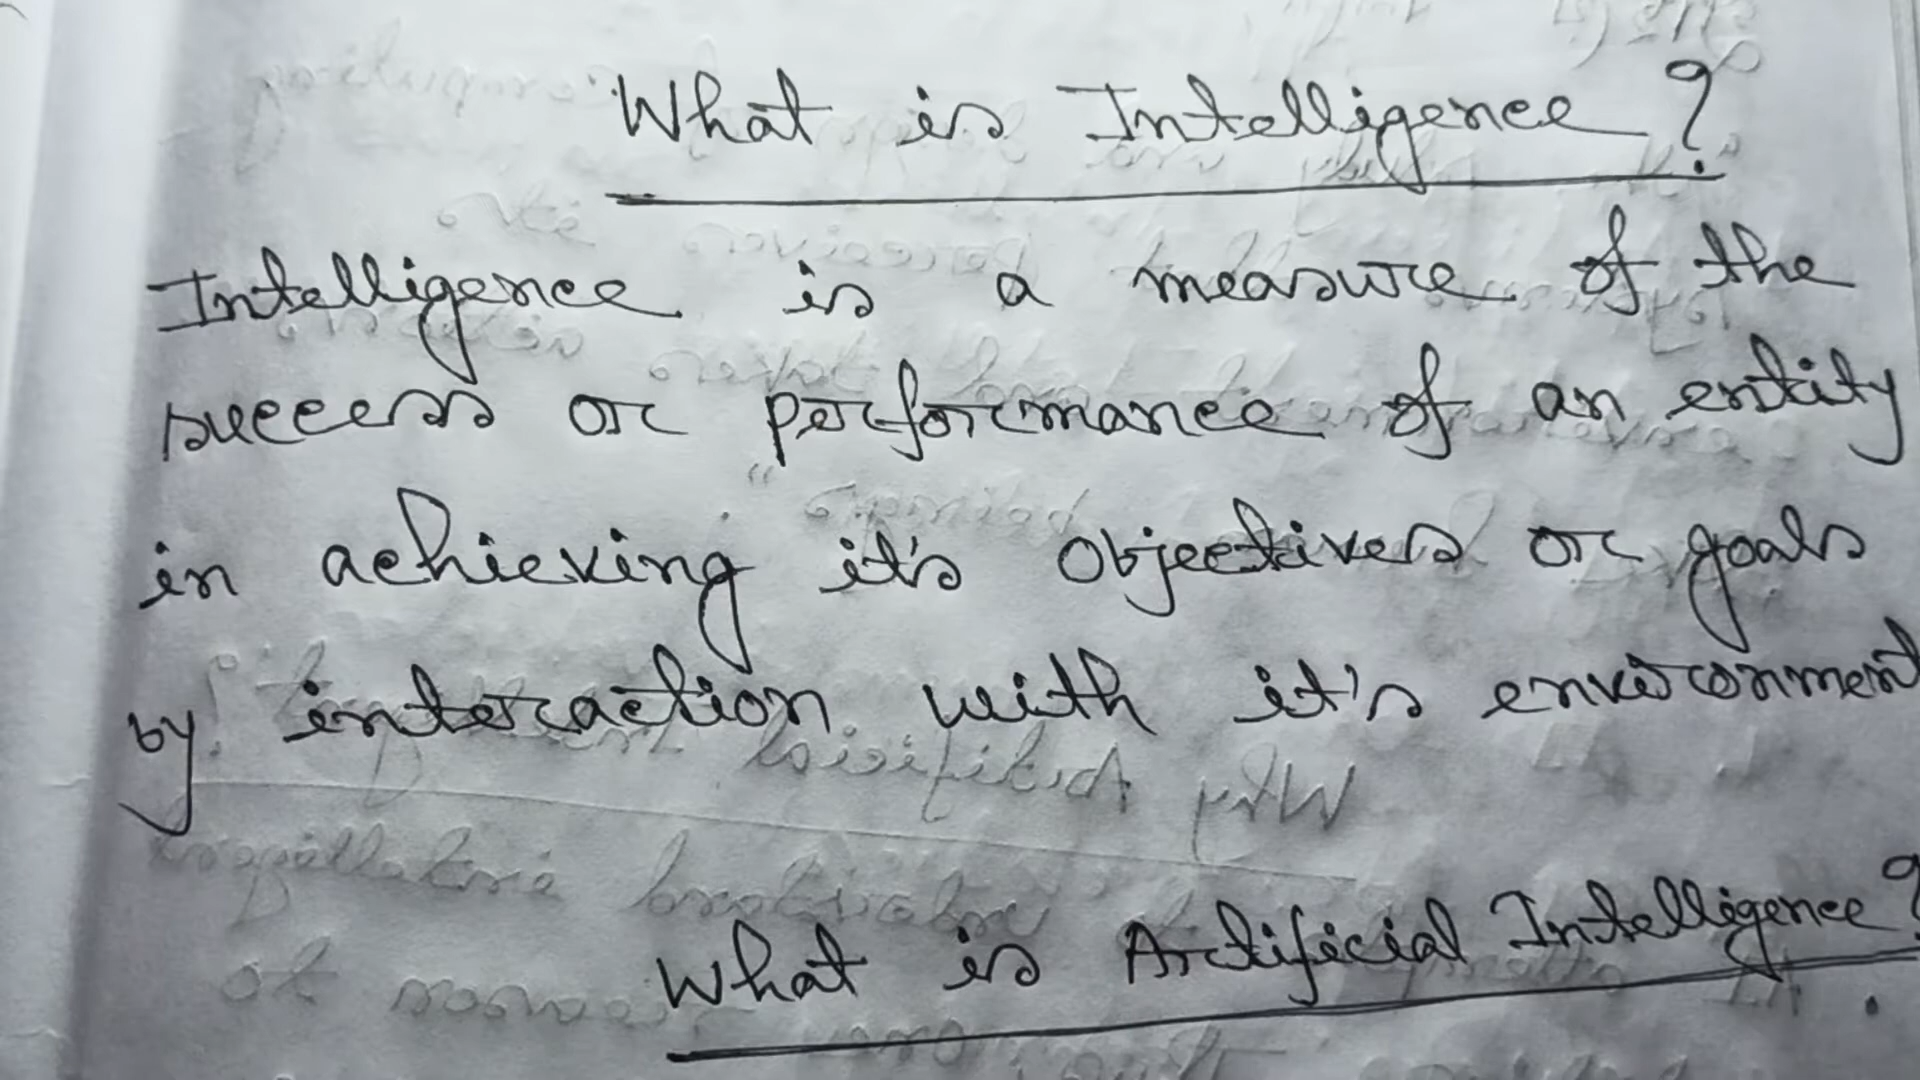 What is Intelligence?
Intelligence is a measure of the
success or performance of an entity
in achieving it's objectives or goals
by interaction with it's environment
What is Artificial Intelligence?